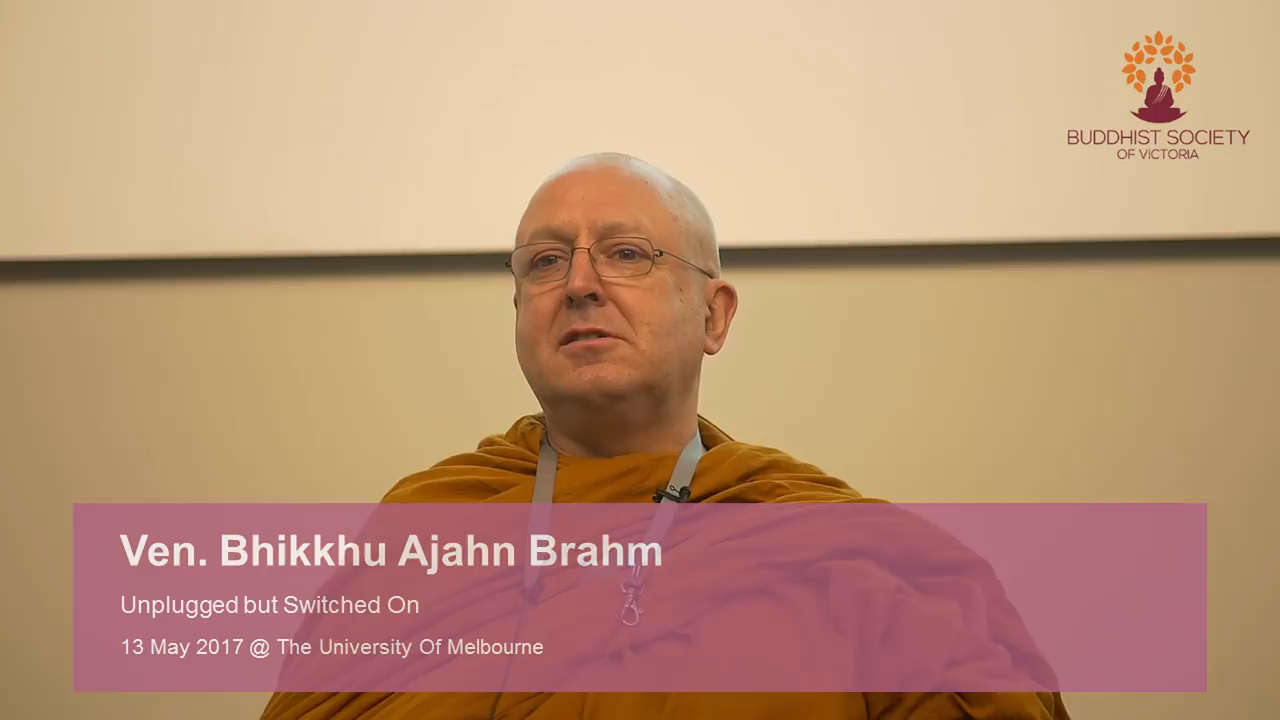 BUDDHIST SOCIETY
OF VICTORIA
Ven. Bhikkhu Ajahn Brahm
Unplugged but Switched On
13 May 2017 @ The University Of Melbourne